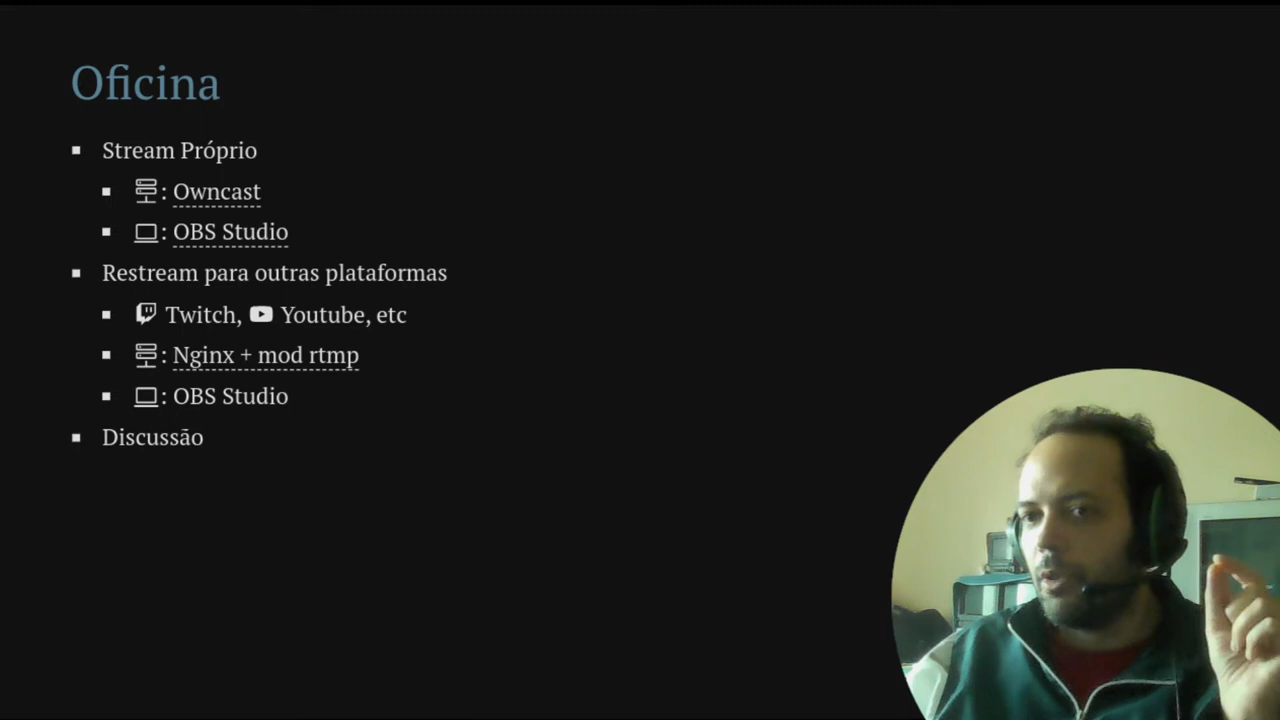 Oficina
Stream Próprio
: Owncast
: OBS Studio
Restream para outras plataformas
Twitch, Youtube, etc
: Nginx + mod rtmp
: OBS Studio
Discussão